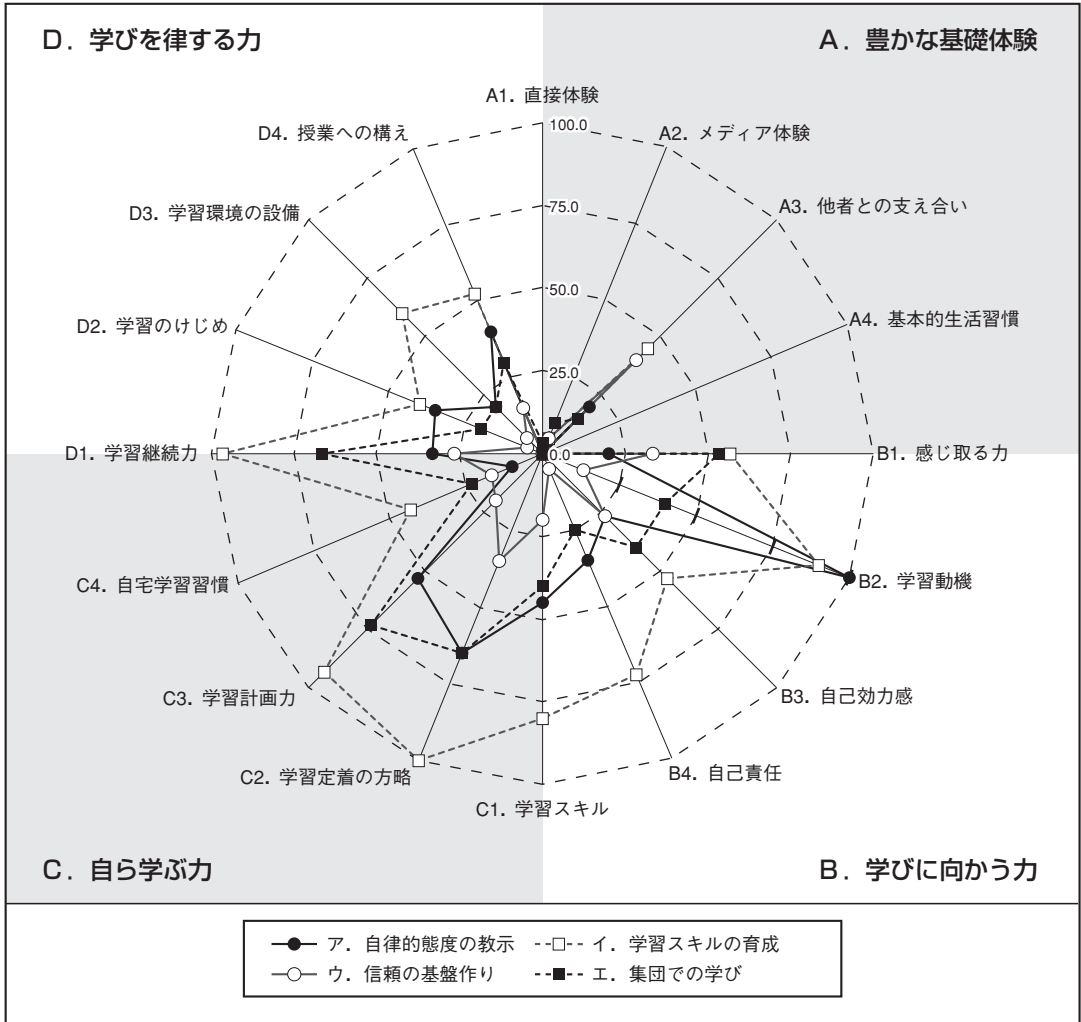 D. 学びを律する力
A. 豊かな基礎体験
A1. 直接体験
D4. 授業への構え
100.0
A2. メディア体験
D3. 学習環境の設備
75.0
A3. 他者との支え合い
50.0
D2. 学習のけじめ
A4. 基本的生活習慣
25.0
D1. 学習継続力
0.0
B1. 感じ取る力
C4. 自宅学習習慣
B2. 学習動機
C3. 学習計画力
B3. 自己効力感
C2. 学習定着の方略
B4. 自己責任
C1. 学習スキル
C. 自ら学ぶ力
B. 学びに向かう力
ア. 自律的態度の教示
イ. 学習スキルの育成
ウ. 信頼の基盤作り
エ. 集団での学び